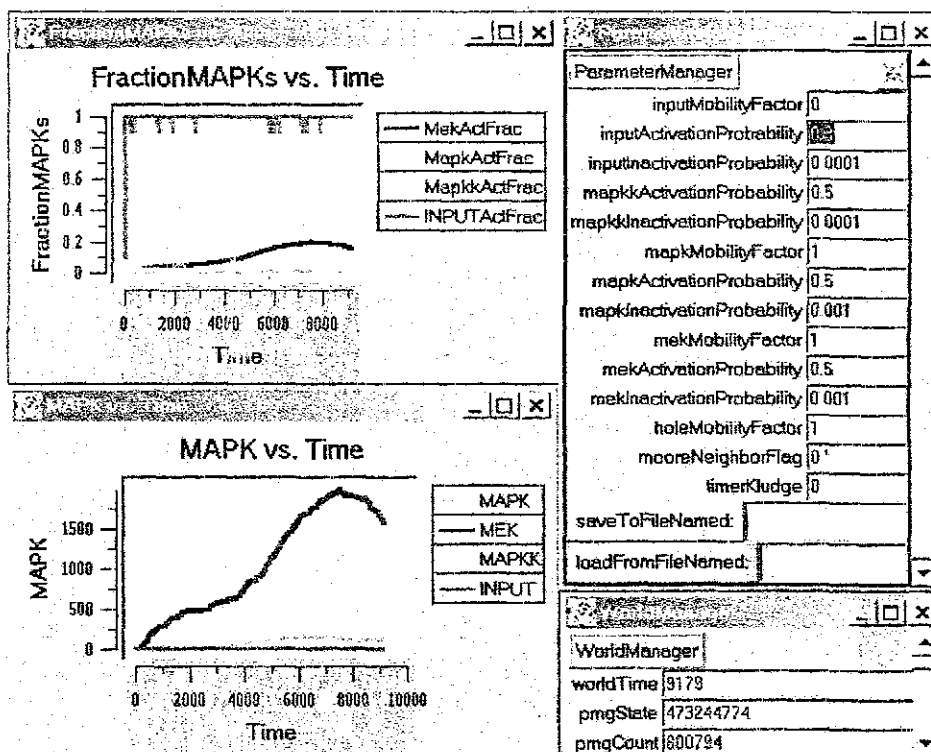 FractionMAPKs vs. Time
FractionMAPKs
1
0.8
0.6
0.4
0.2
0
0 2000 4000 6000 8000
Time
MekActFrac
MapkActFrac
MapkkActFrac
INPUTActFrac
MAPK vs. Time
MAPK
1500
1000
500
0
0 2000 4000 6000 8000 10000
Time
MAPK
MEK
MAPKK
INPUT
ParameterManager
inputMobilityFactor 0
inputActivationProbability
inputInactivationProbability 0.0001
mapkkActivationProbability 0.5
mapkkInactivationProbability 0.0001
mapkMobilityFactor 1
mapkActivationProbability 0.5
mapkInactivationProbability 0.001
mekMobilityFactor 1
mekActivationProbability 0.5
mekInactivationProbability 0.001
holeMobilityFactor 1
mooreNeighborFlag 0
timerKludge 0
saveToFileNamed:
loadFromFileNamed:
WorldManager
worldTime 9179
pmgState 473244774
pmgCount 600794